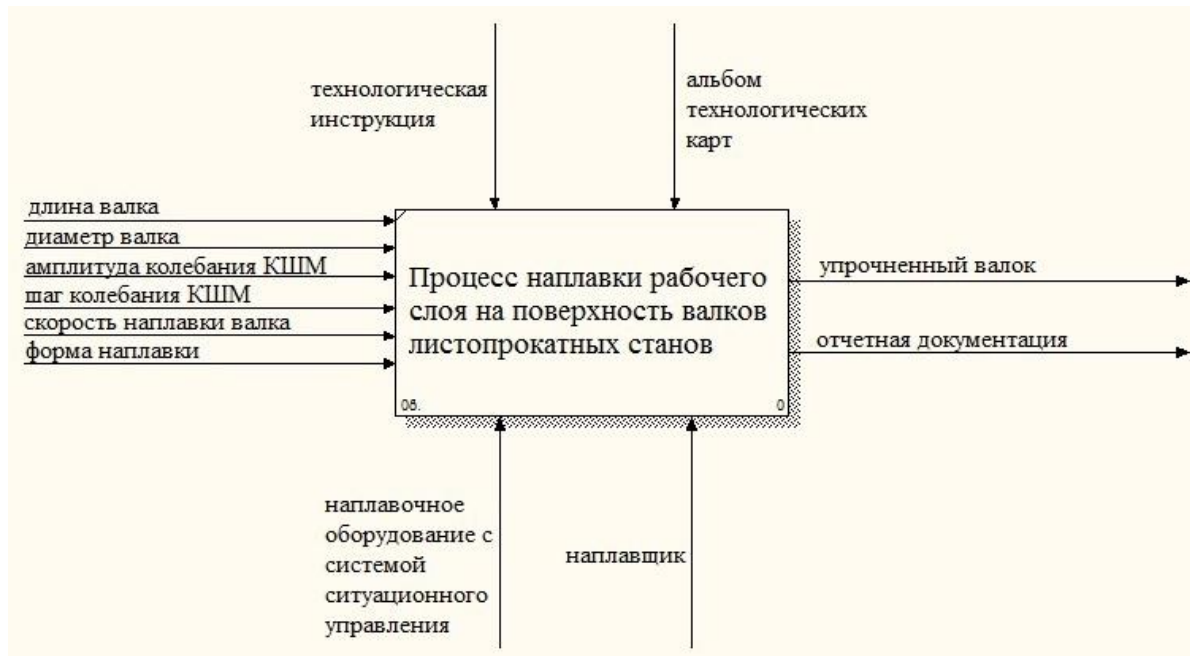 технологическая
инструкция
альбом
технологических
карт
длина валка
диаметр валка
амплитуда колебания КШМ
шаг колебания КШМ
скорость наплавки валка
форма наплавки
Процесс наплавки рабочего
слоя на поверхность валков
листопрокатных станов
0б.
0
упрочненный валок
отчетная документация
наплавочное
оборудование с
системой
ситуационного
управления
наплавщик